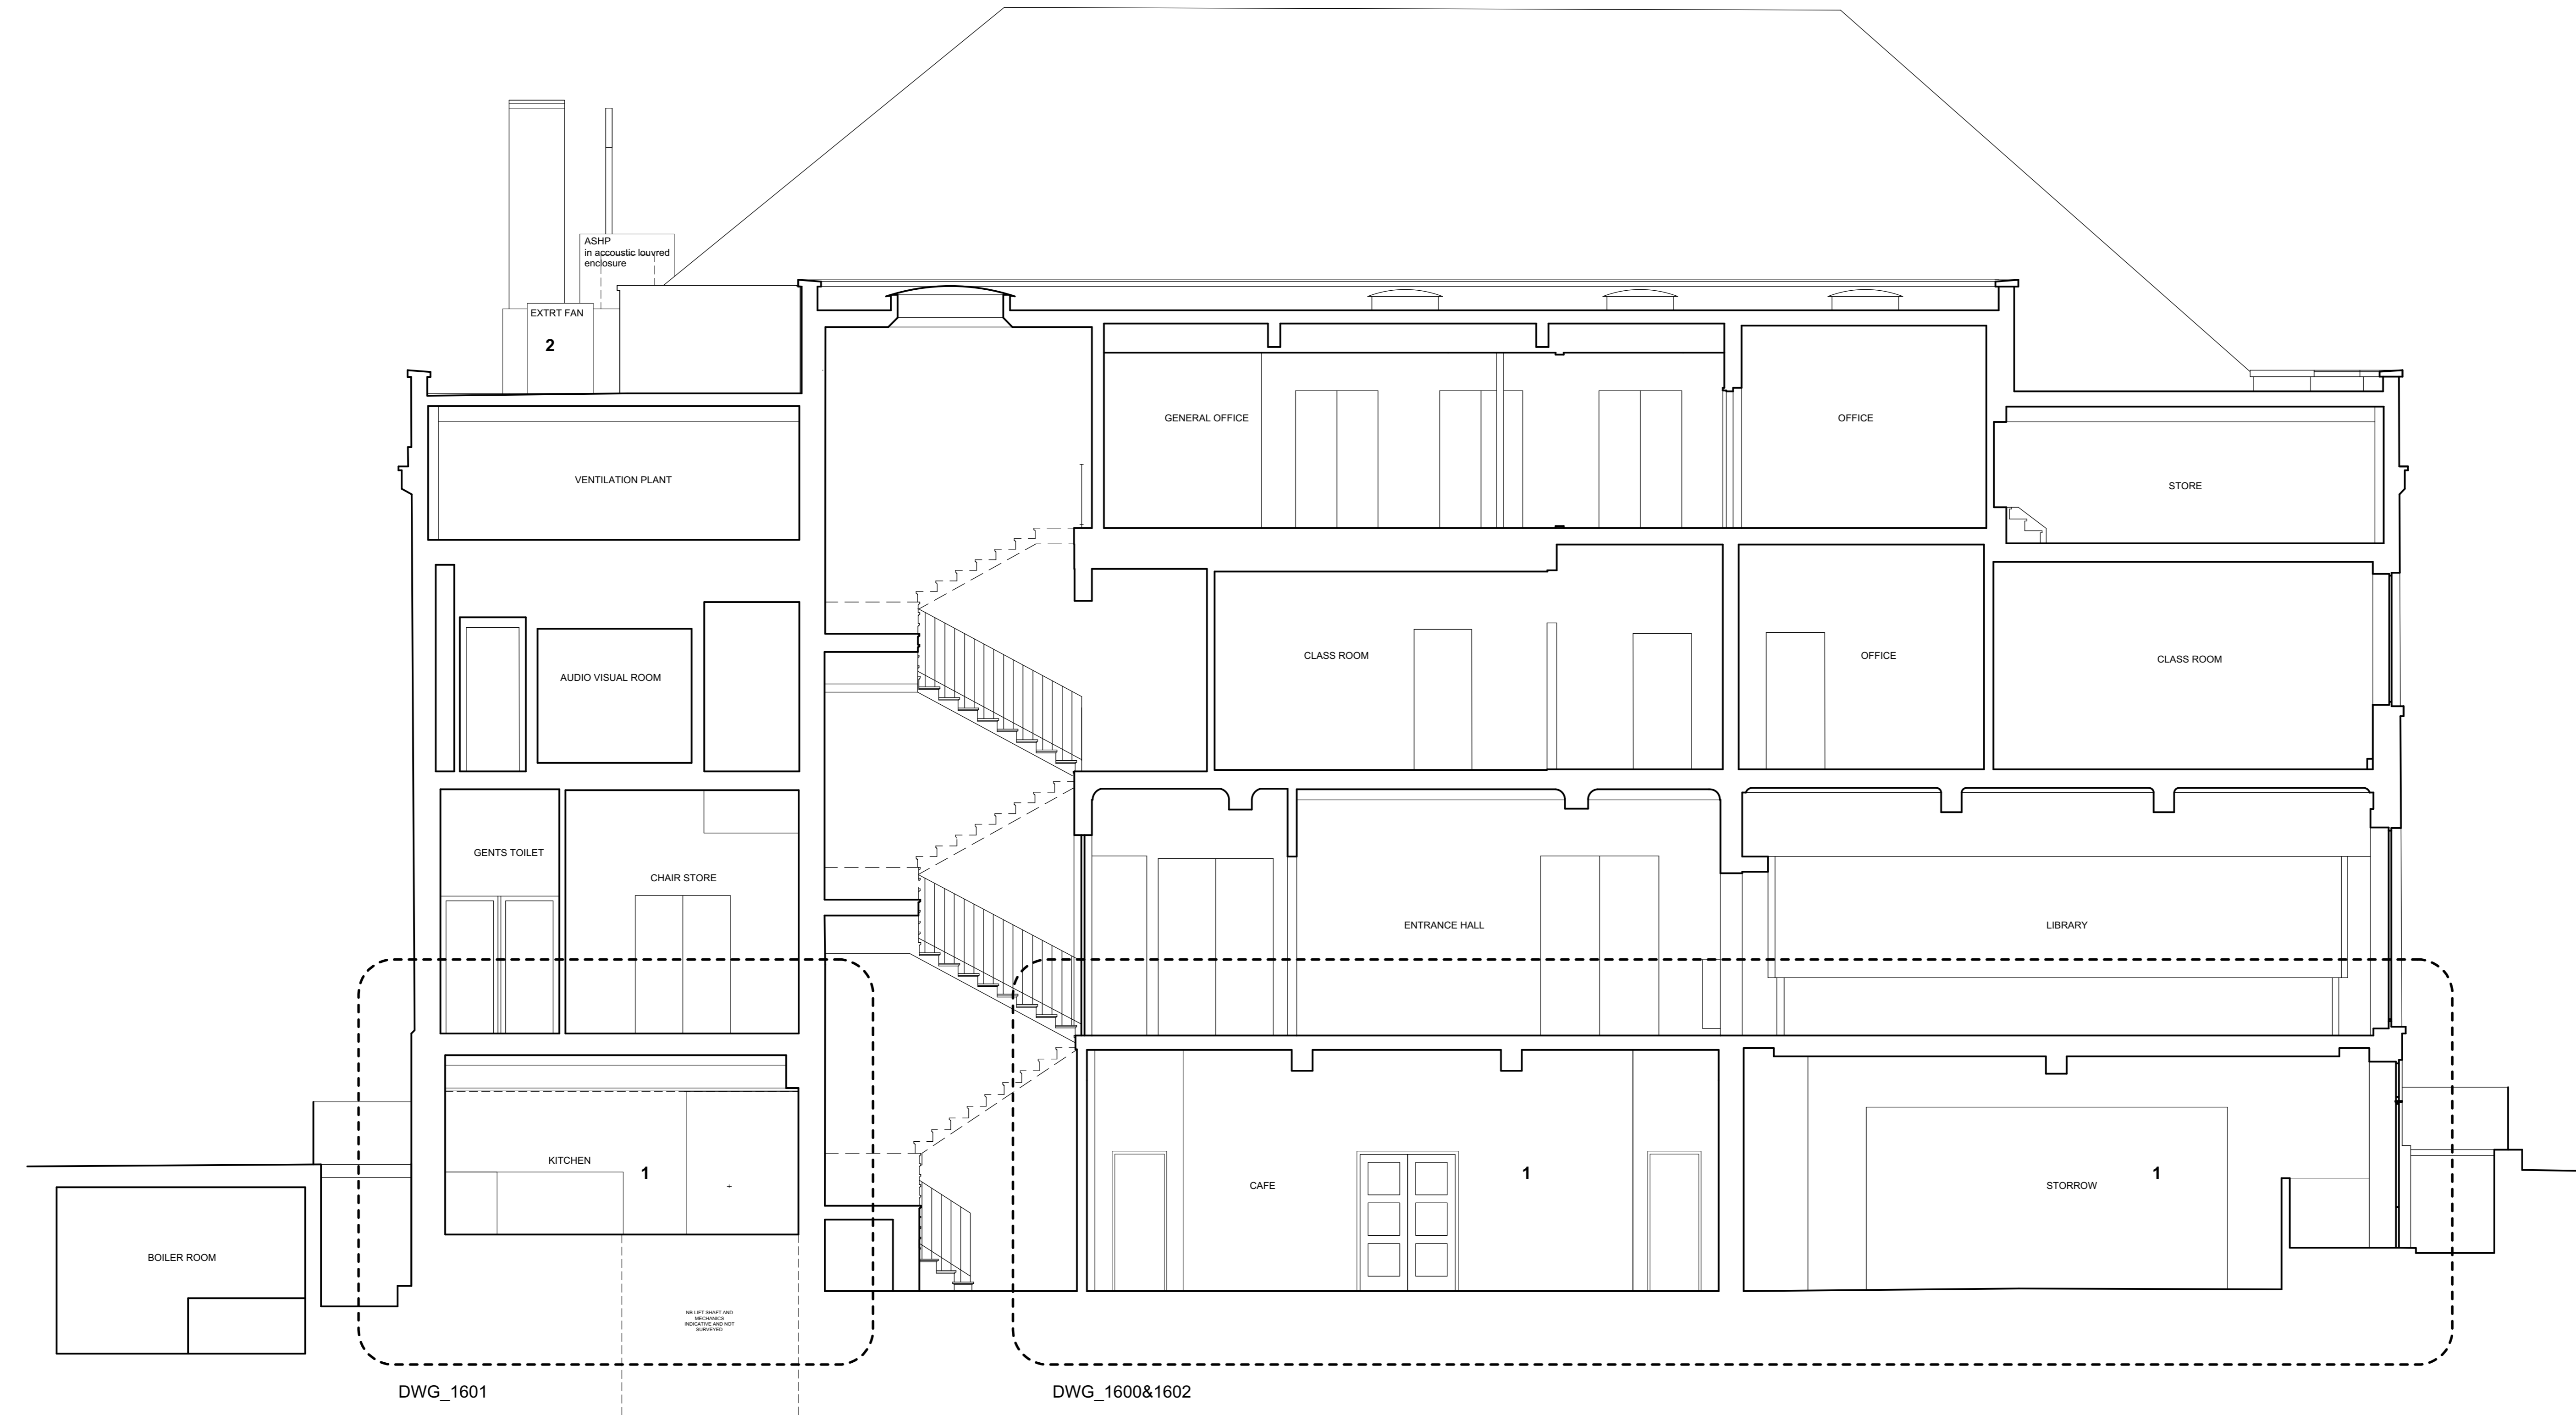 ASHP
in accoustic louvred
enclosure
EXTRT FAN
2
GENERAL OFFICE
OFFICE
VENTILATION PLANT
STORE
CLASS ROOM
OFFICE
CLASS ROOM
AUDIO VISUAL ROOM
GENTS TOILET
CHAIR STORE
ENTRANCE HALL
LIBRARY
KITCHEN
1
CAFE
1
STORROW
1
BOILER ROOM
NB LIFT SHAFT AND
MECHANICS
INDICATIVE AND NOT
SURVEYED
DWG_1601
DWG_1600&1602